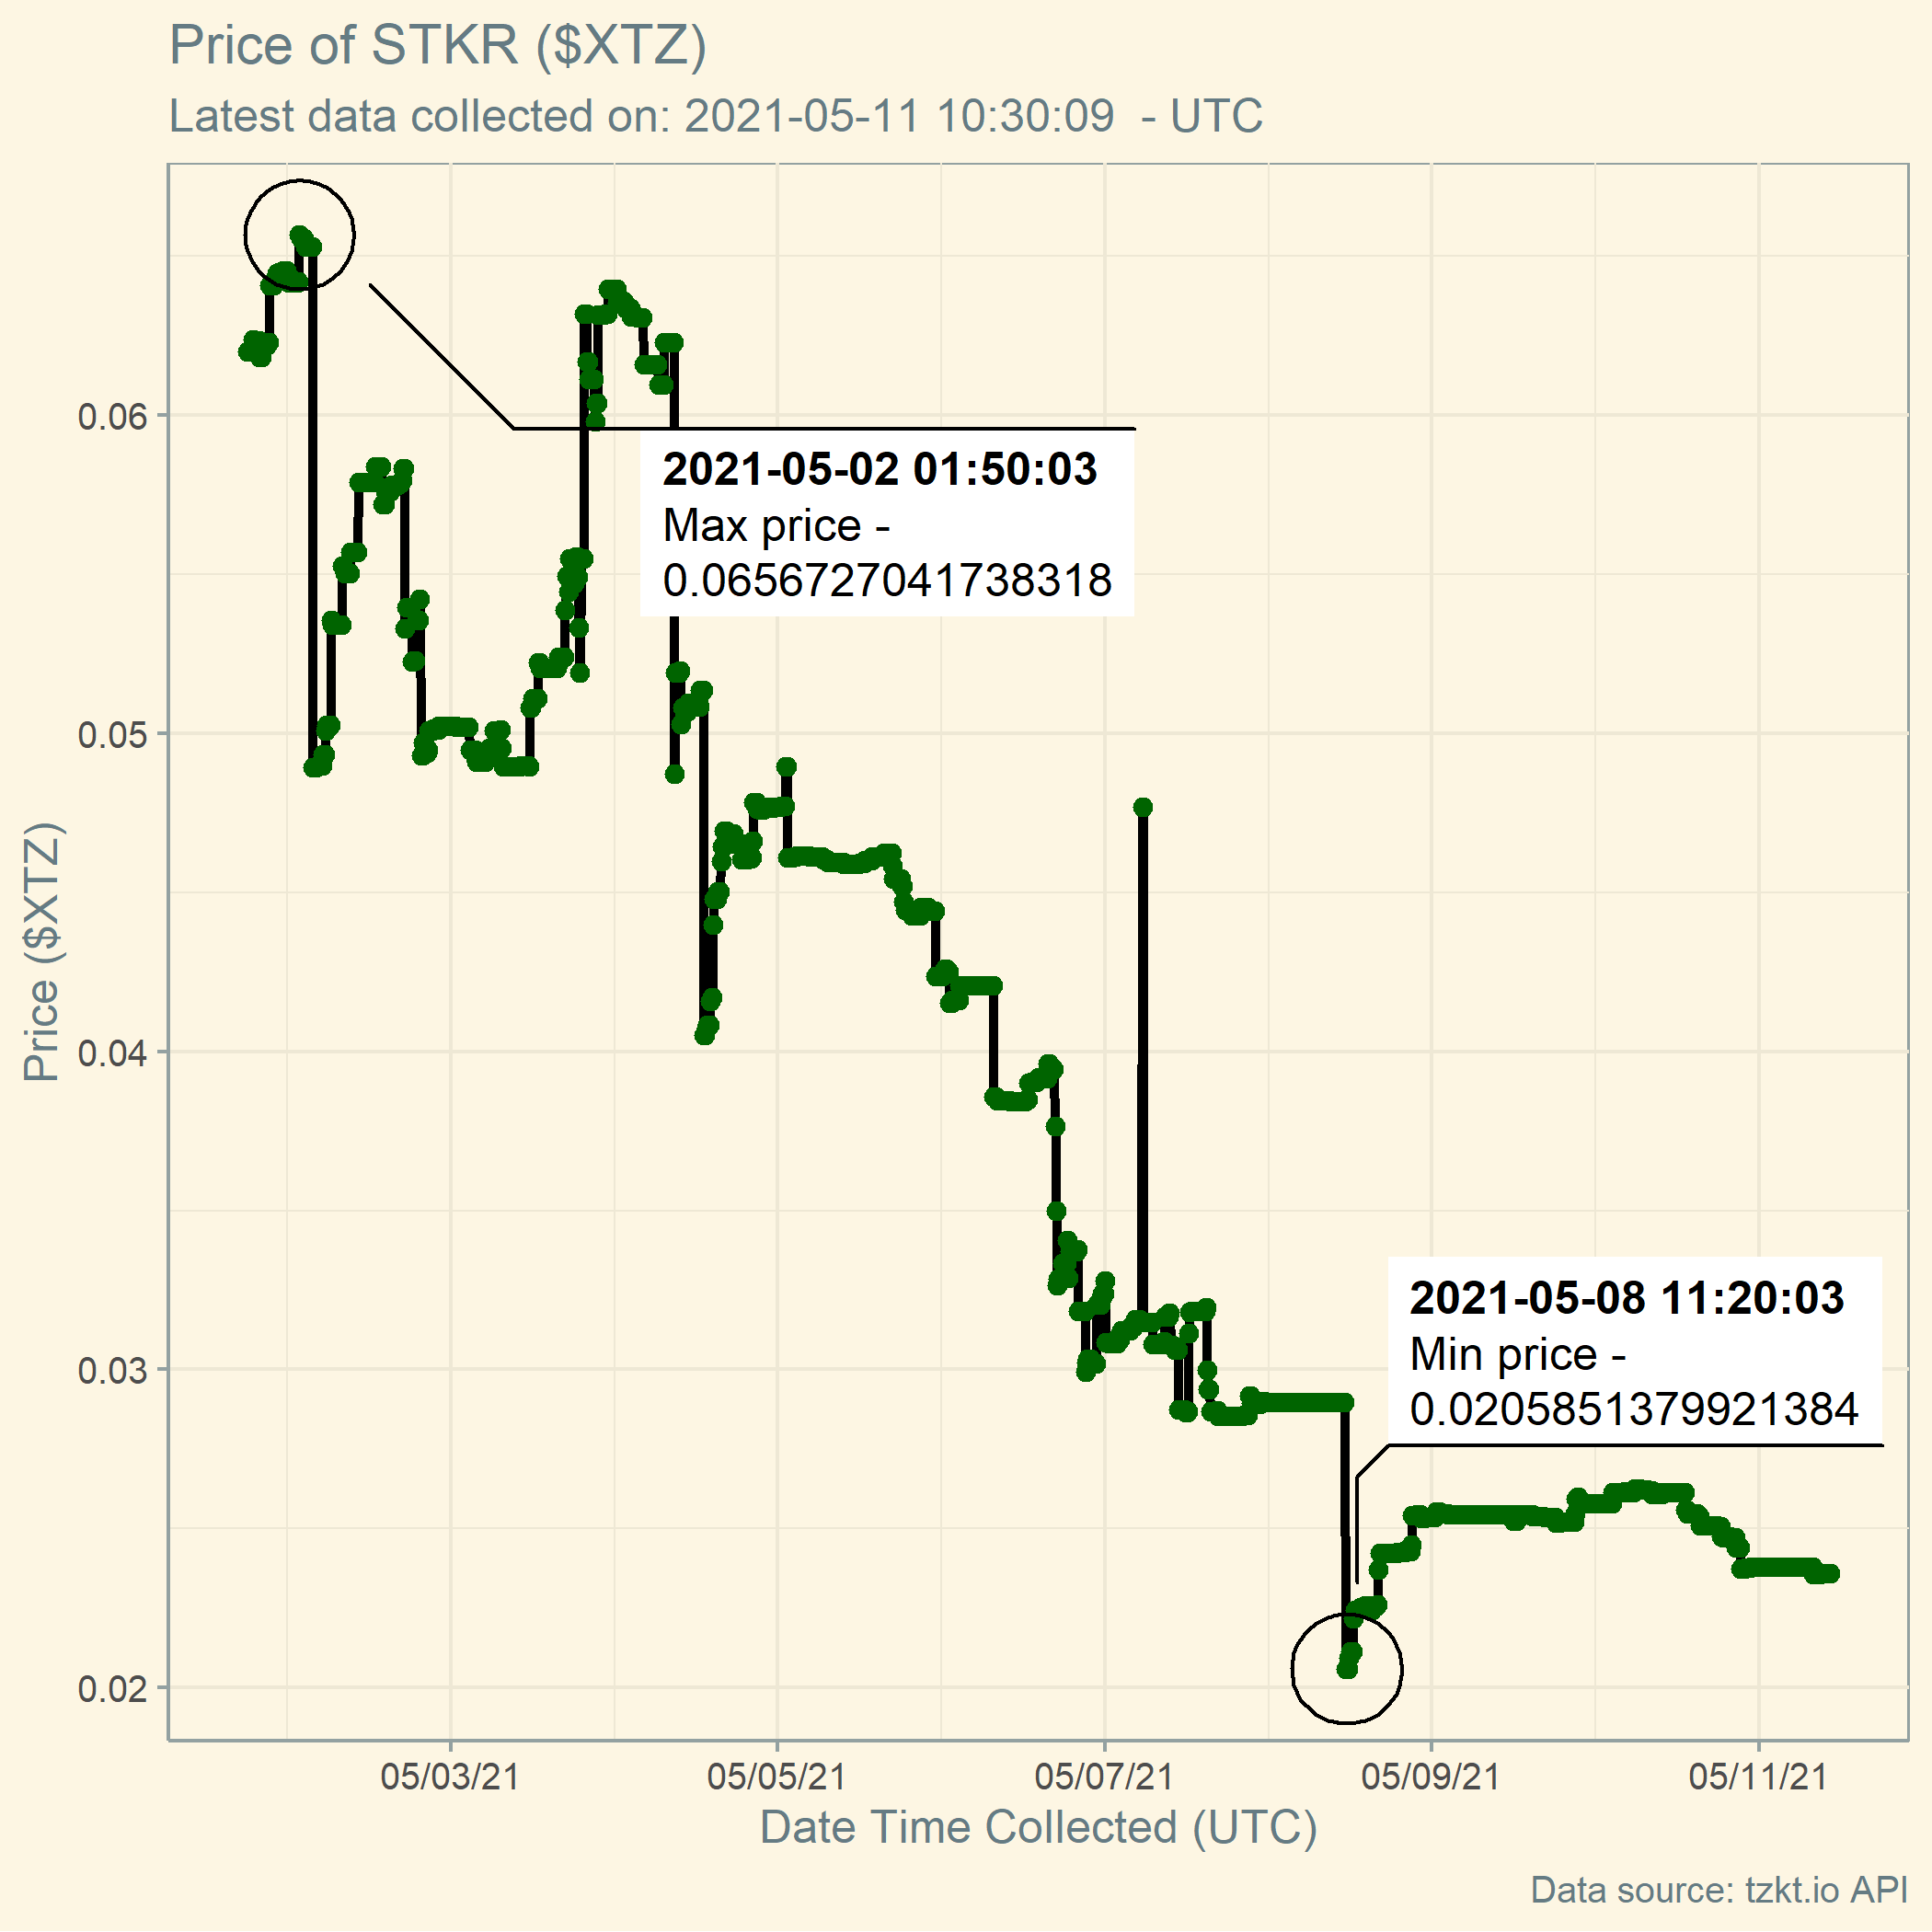 Price of STKR ($XTZ)
Latest data collected on: 2021-05-11 10:30:09  - UTC
Price ($XTZ)
0.06
0.05
0.04
0.03
0.02
2021-05-02 01:50:03
Max price -
0.0656727041738318
2021-05-08 11:20:03
Min price -
0.0205851379921384
05/03/21
05/05/21
05/07/21
05/09/21
05/11/21
Date Time Collected (UTC)
Data source: tzkt.io API